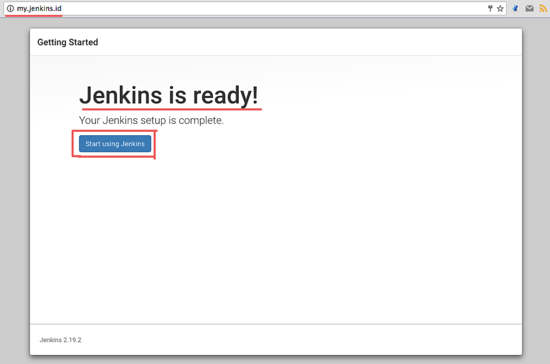 my.jenkins.id
Getting Started
Jenkins is ready!
Your Jenkins setup is complete.
Start using Jenkins
Jenkins 2.19.2